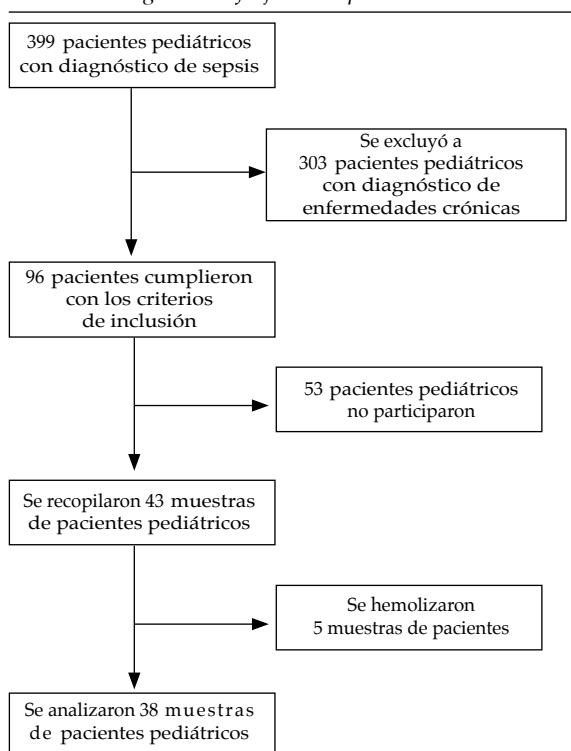 399 pacientes pediátricos
con diagnóstico de sepsis
Se excluyó a
303 pacientes pediátricos
con diagnóstico de
enfermedades crónicas
96 pacientes cumplieron
con los criterios
de inclusión
53 pacientes pediátricos
no participaron
Se recopilaron 43 muestras
de pacientes pediátricos
Se hemolizaron
5 muestras de pacientes
Se analizaron 38 muestras
de pacientes pediátricos